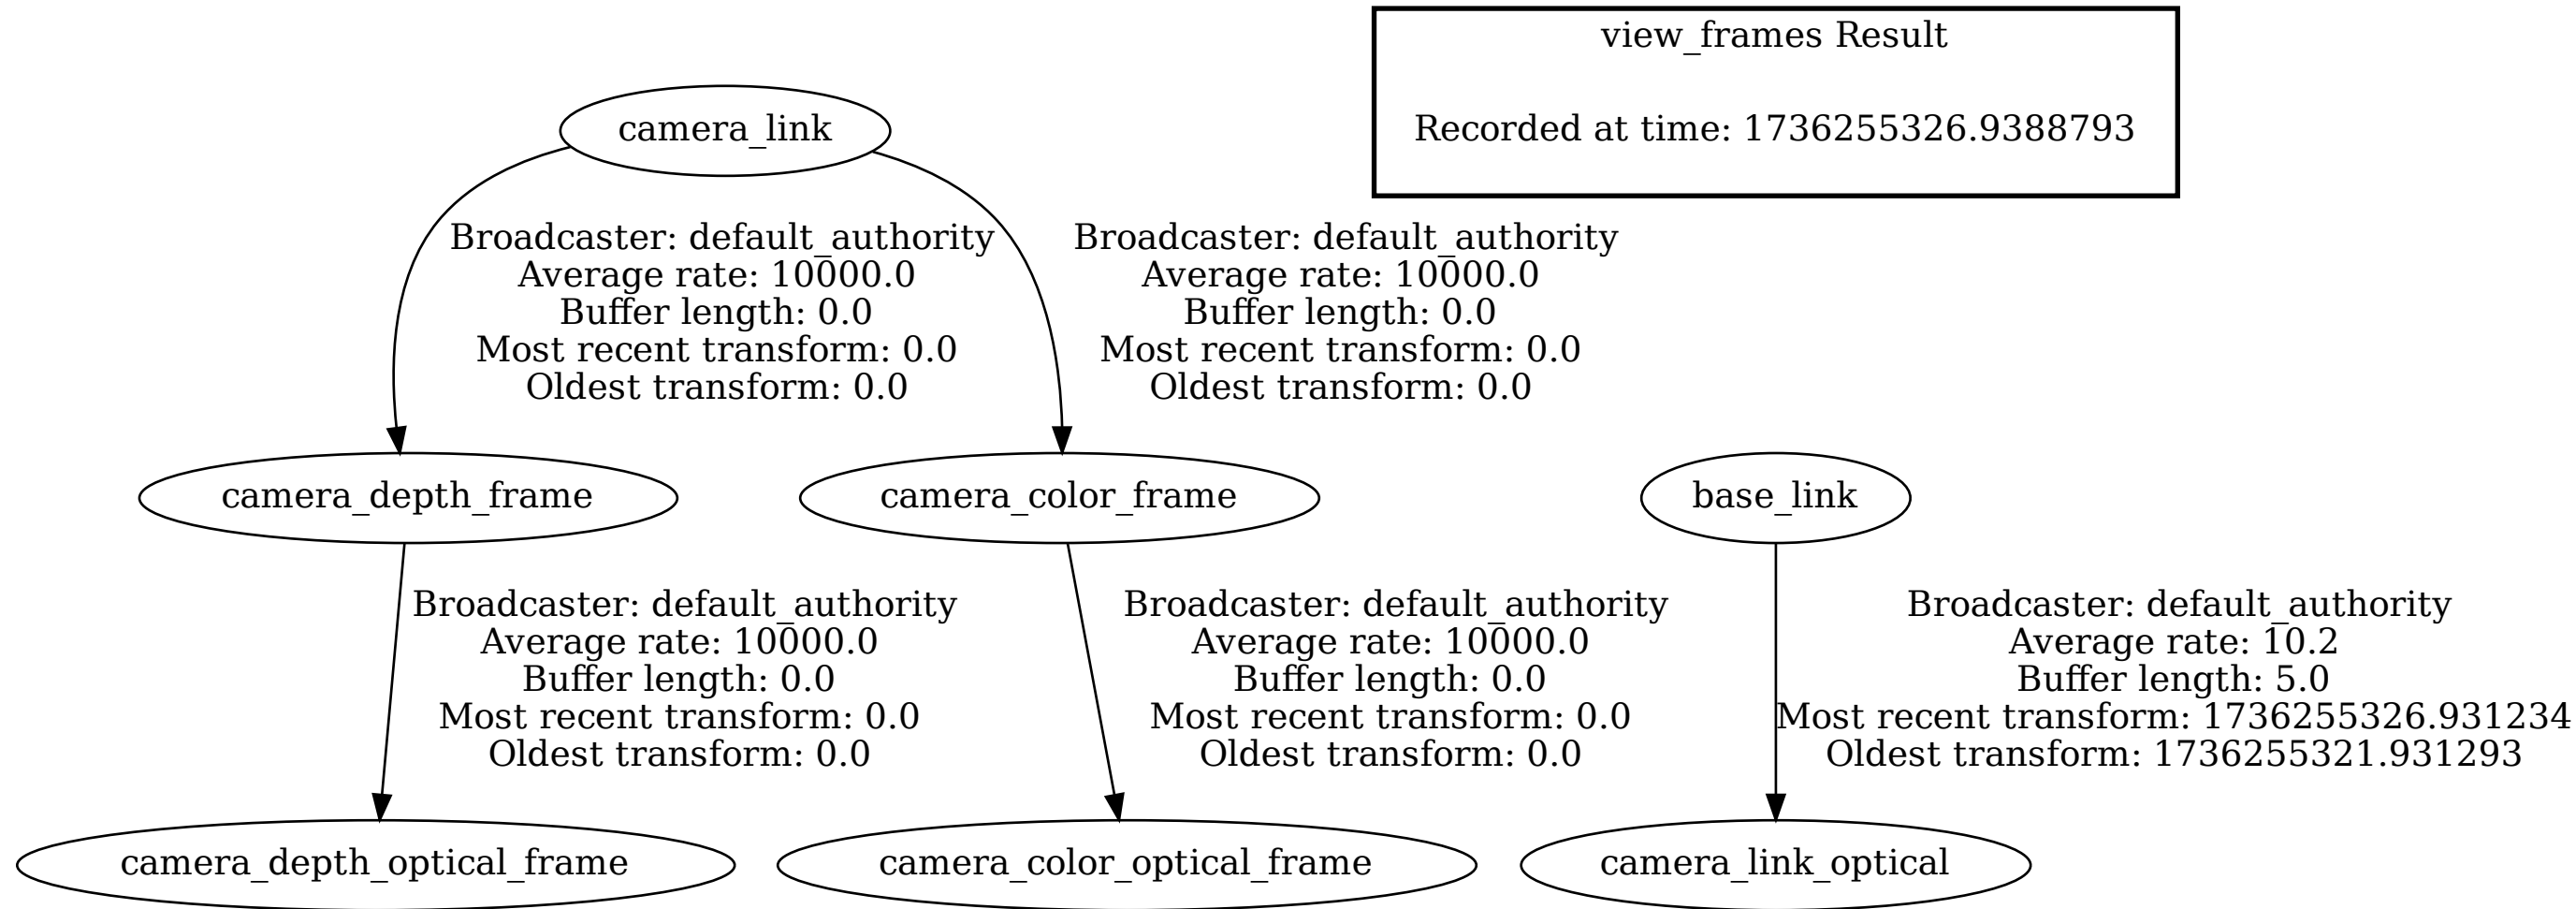 view_frames Result
Recorded at time: 1736255326.9388793
camera_link
Broadcaster: default_authority
Average rate: 10000.0
Buffer length: 0.0
Most recent transform: 0.0
Oldest transform: 0.0
Broadcaster: default_authority
Average rate: 10000.0
Buffer length: 0.0
Most recent transform: 0.0
Oldest transform: 0.0
camera_depth_frame
camera_color_frame
base_link
Broadcaster: default_authority
Average rate: 10000.0
Buffer length: 0.0
Most recent transform: 0.0
Oldest transform: 0.0
Broadcaster: default_authority
Average rate: 10000.0
Buffer length: 0.0
Most recent transform: 0.0
Oldest transform: 0.0
Broadcaster: default_authority
Average rate: 10.2
Buffer length: 5.0
Most recent transform: 1736255326.931234
Oldest transform: 1736255321.931293
camera_depth_optical_frame
camera_color_optical_frame
camera_link_optical